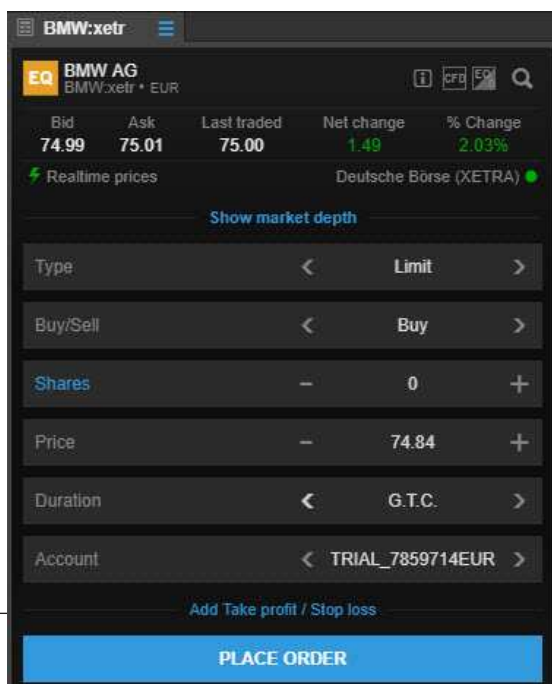 BMW:xetr
EQ BMW AG
BMW:xetr • EUR
CFD EQ
Bid Ask Last traded Net change % Change
74.99 75.01 75.00 1.49 2.03%
Realtime prices Deutsche Börse (XETRA)
Show market depth
Type < Limit >
Buy/Sell < Buy >
Shares − 0 +
Price − 74.84 +
Duration < G.T.C. >
Account < TRIAL_7859714EUR >
Add Take profit / Stop loss
PLACE ORDER